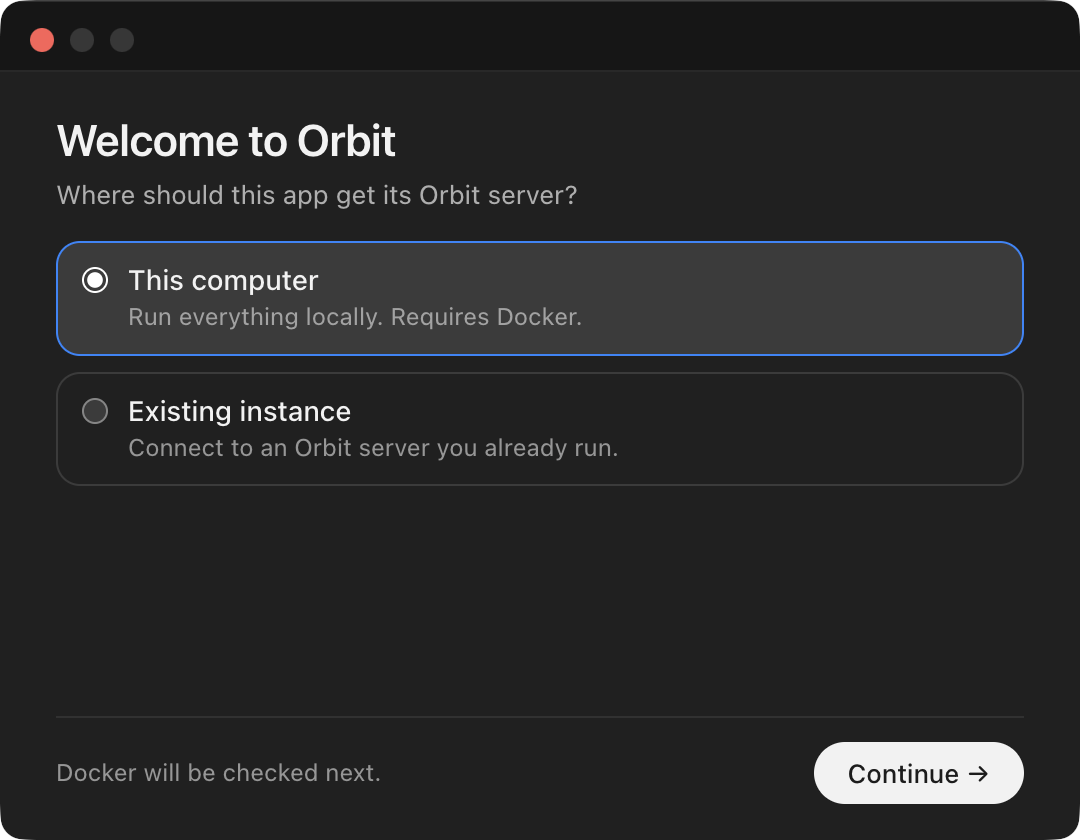 Welcome to Orbit
Where should this app get its Orbit server?
This computer
Run everything locally. Requires Docker.
Existing instance
Connect to an Orbit server you already run.
Docker will be checked next.
Continue →